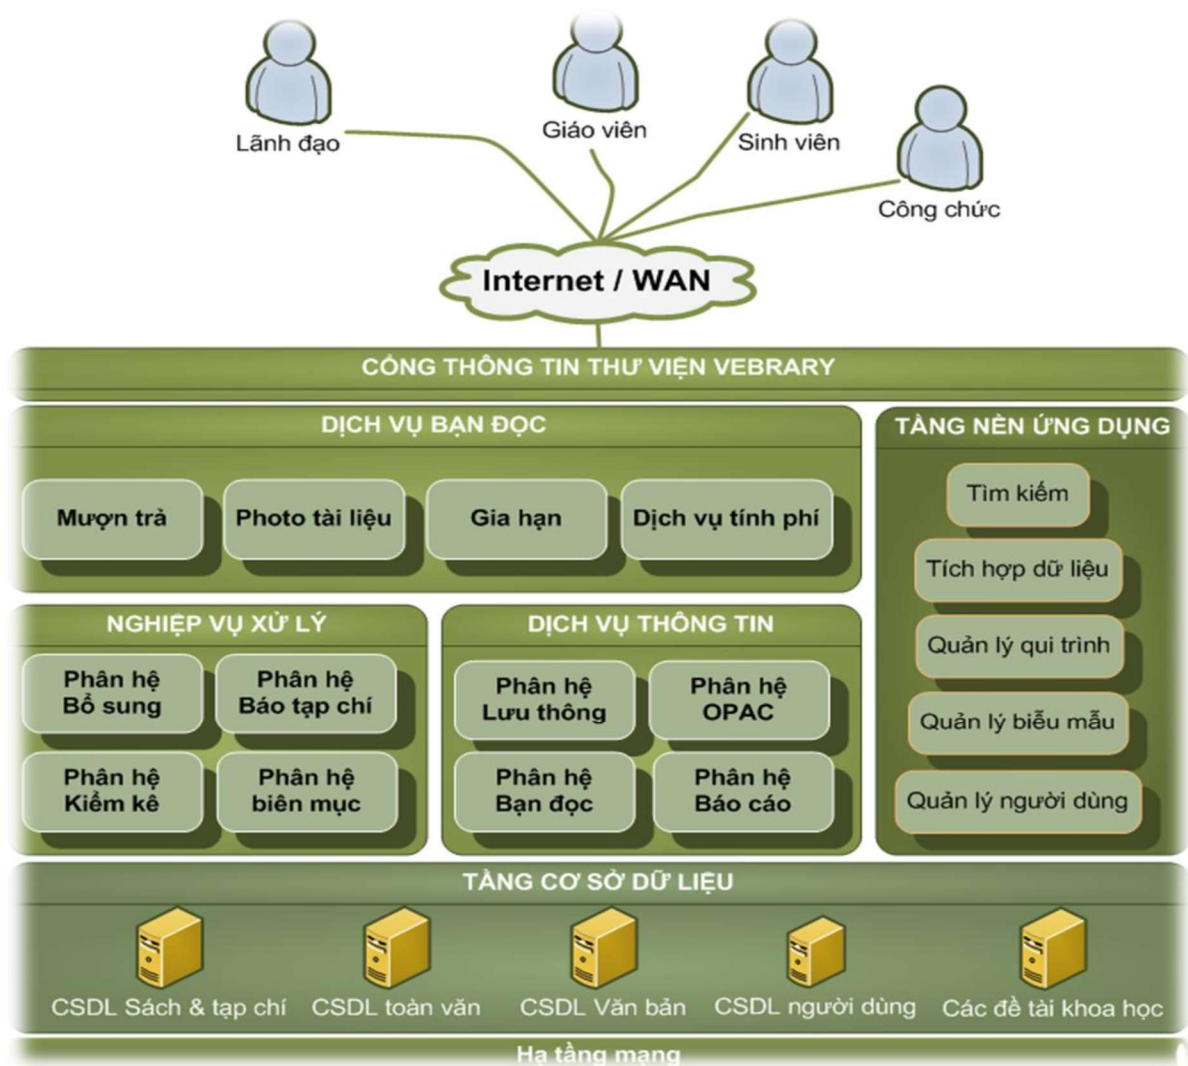 Lãnh đạo
Giáo viên
Sinh viên
Công chức
Internet / WAN
CỔNG THÔNG TIN THƯ VIỆN VEBRARY
DỊCH VỤ BẠN ĐỌC
Mượn trả
Photo tài liệu
Gia hạn
Dịch vụ tính phí
TẦNG NỀN ỨNG DỤNG
Tìm kiếm
Tích hợp dữ liệu
Quản lý qui trình
Quản lý biễu mẫu
Quản lý người dùng
NGHIỆP VỤ XỬ LÝ
Phân hệ
Bổ sung
Phân hệ
Báo tạp chí
Phân hệ
Kiểm kê
Phân hệ
biên mục
DỊCH VỤ THÔNG TIN
Phân hệ
Lưu thông
Phân hệ
OPAC
Phân hệ
Bạn đọc
Phân hệ
Báo cáo
TẦNG CƠ SỞ DỮ LIỆU
CSDL Sách & tạp chí
CSDL toàn văn
CSDL Văn bản
CSDL người dùng
Các đề tài khoa học
Hạ tầng mạng